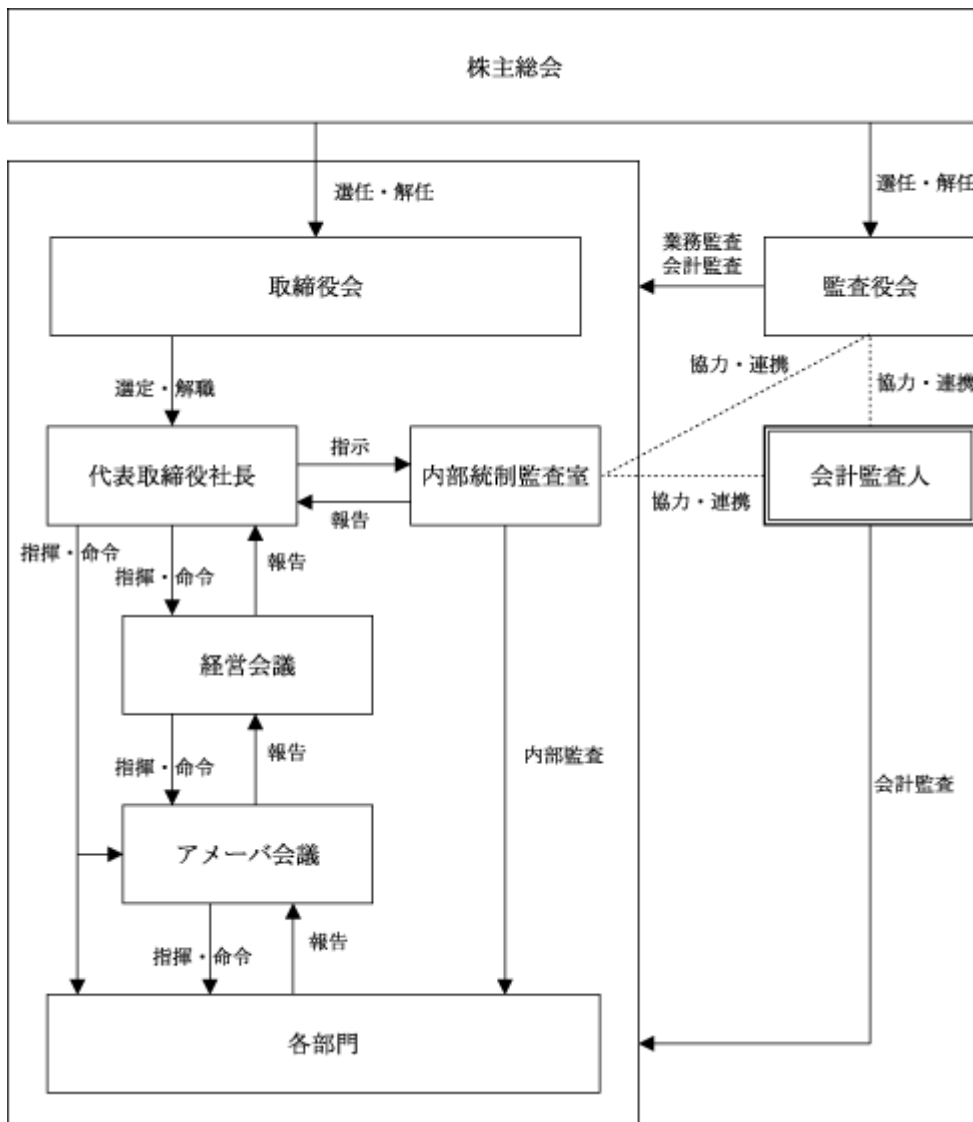 株主総会
選任・解任
選任・解任
業務監査
会計監査
取締役会
監査役会
協力・連携
選定・解職
協力・連携
指示
代表取締役社長
内部統制監査室
会計監査人
報告
協力・連携
指揮・命令
報告
指揮・命令
経営会議
報告
内部監査
指揮・命令
会計監査
アメーバ会議
報告
指揮・命令
各部門